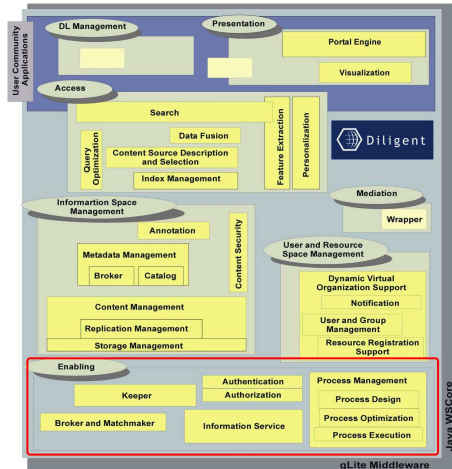 User Community
Applications
DL Management
Presentation
Portal Engine
Visualization
Access
Search
Data Fusion
Query
Optimization
Content Source Description
and Selection
Index Management
Feature Extraction
Personalization
Diligent
Mediation
Wrapper
Informartion Space
Management
Annotation
Metadata Management
Broker
Catalog
Content Security
Content Management
Replication Management
Storage Management
User and Resource
Space Management
Dynamic Virtual
Organization Support
Notification
User and Group
Management
Resource Registration
Support
Enabling
Keeper
Authentication
Authorization
Broker and Matchmaker
Information Service
Process Management
Process Design
Process Optimization
Process Execution
Java WSCore
gLite Middleware